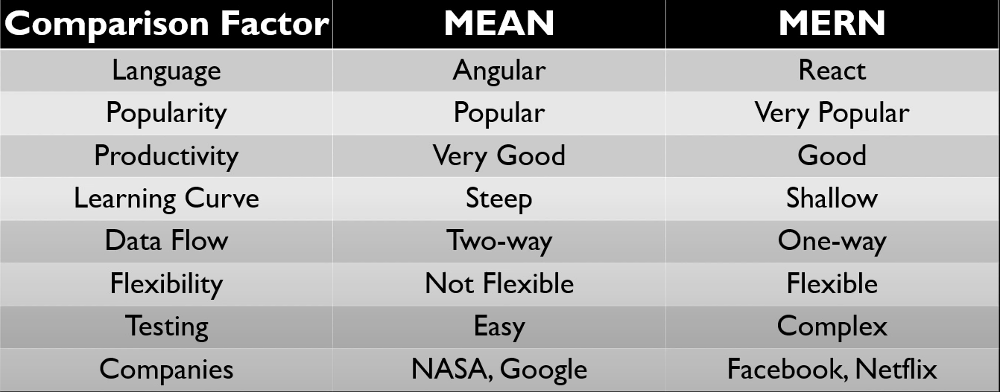 Comparison Factor MEAN MERN
Language Angular React
Popularity Popular Very Popular
Productivity Very Good Good
Learning Curve Steep Shallow
Data Flow Two-way One-way
Flexibility Not Flexible Flexible
Testing Easy Complex
Companies NASA, Google Facebook, Netflix